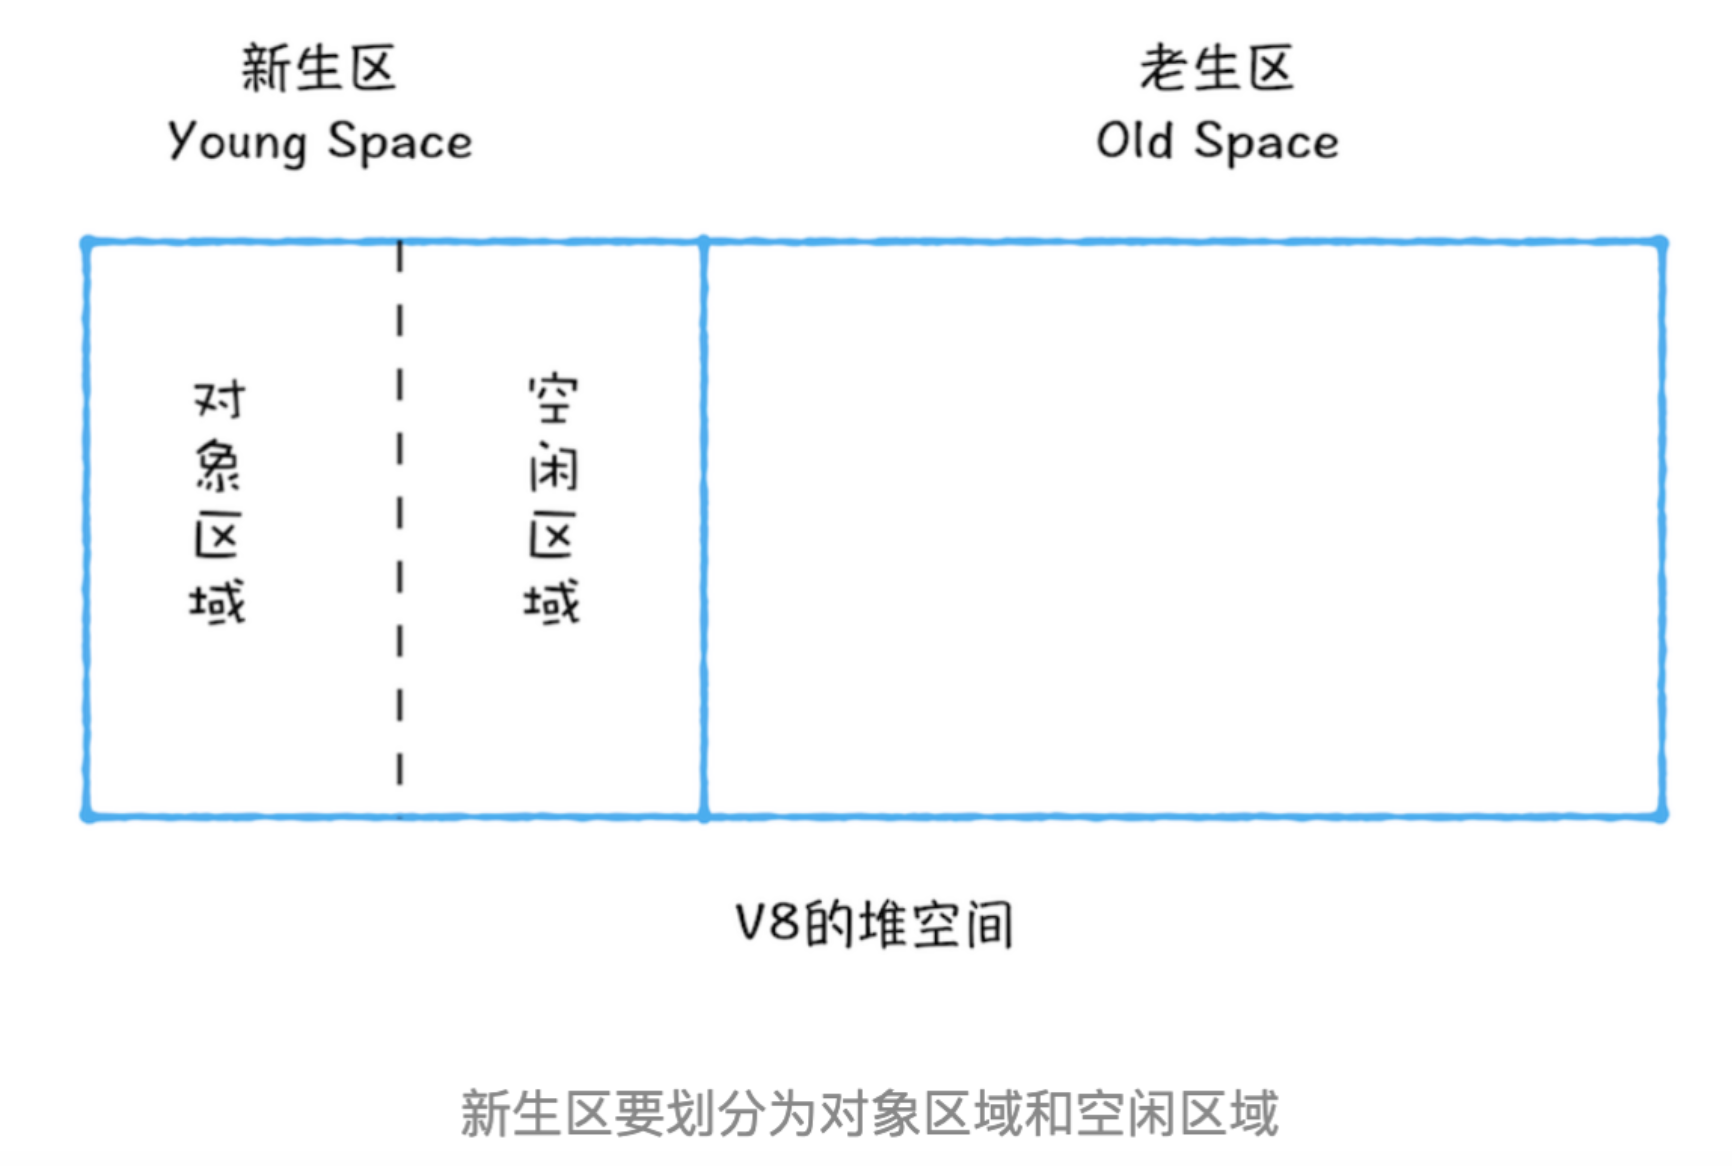 新生区
Young Space
老生区
Old Space
对象区域
空闲区域
V8的堆空间
新生区要划分为对象区域和空闲区域